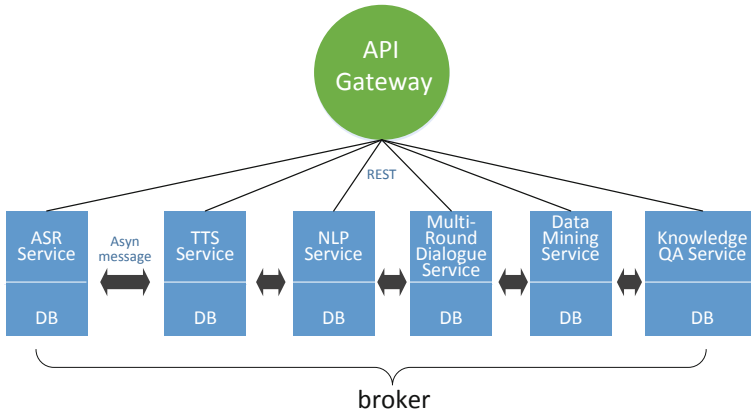 API
Gateway
REST
ASR
Service
Asyn
message
TTS
Service
NLP
Service
Multi-
Round
Dialogue
Service
Data
Mining
Service
Knowledge
QA Service
DB
DB
DB
DB
DB
DB
broker